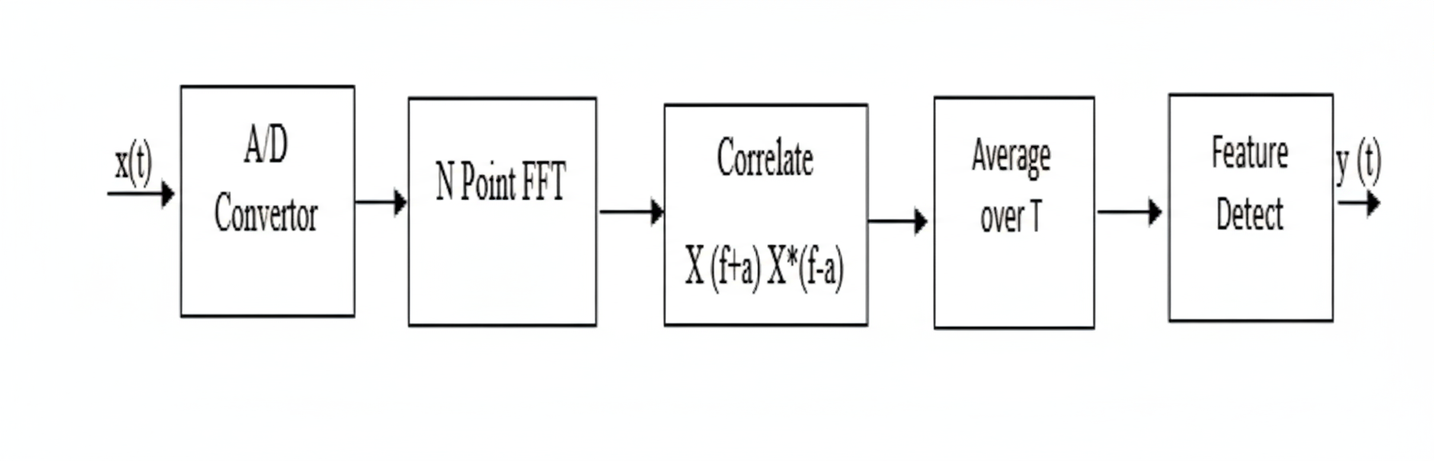 x(t)
A/D
Convertor
N Point FFT
Correlate
X (f+a) X*(f-a)
Average
over T
Feature
Detect
y (t)